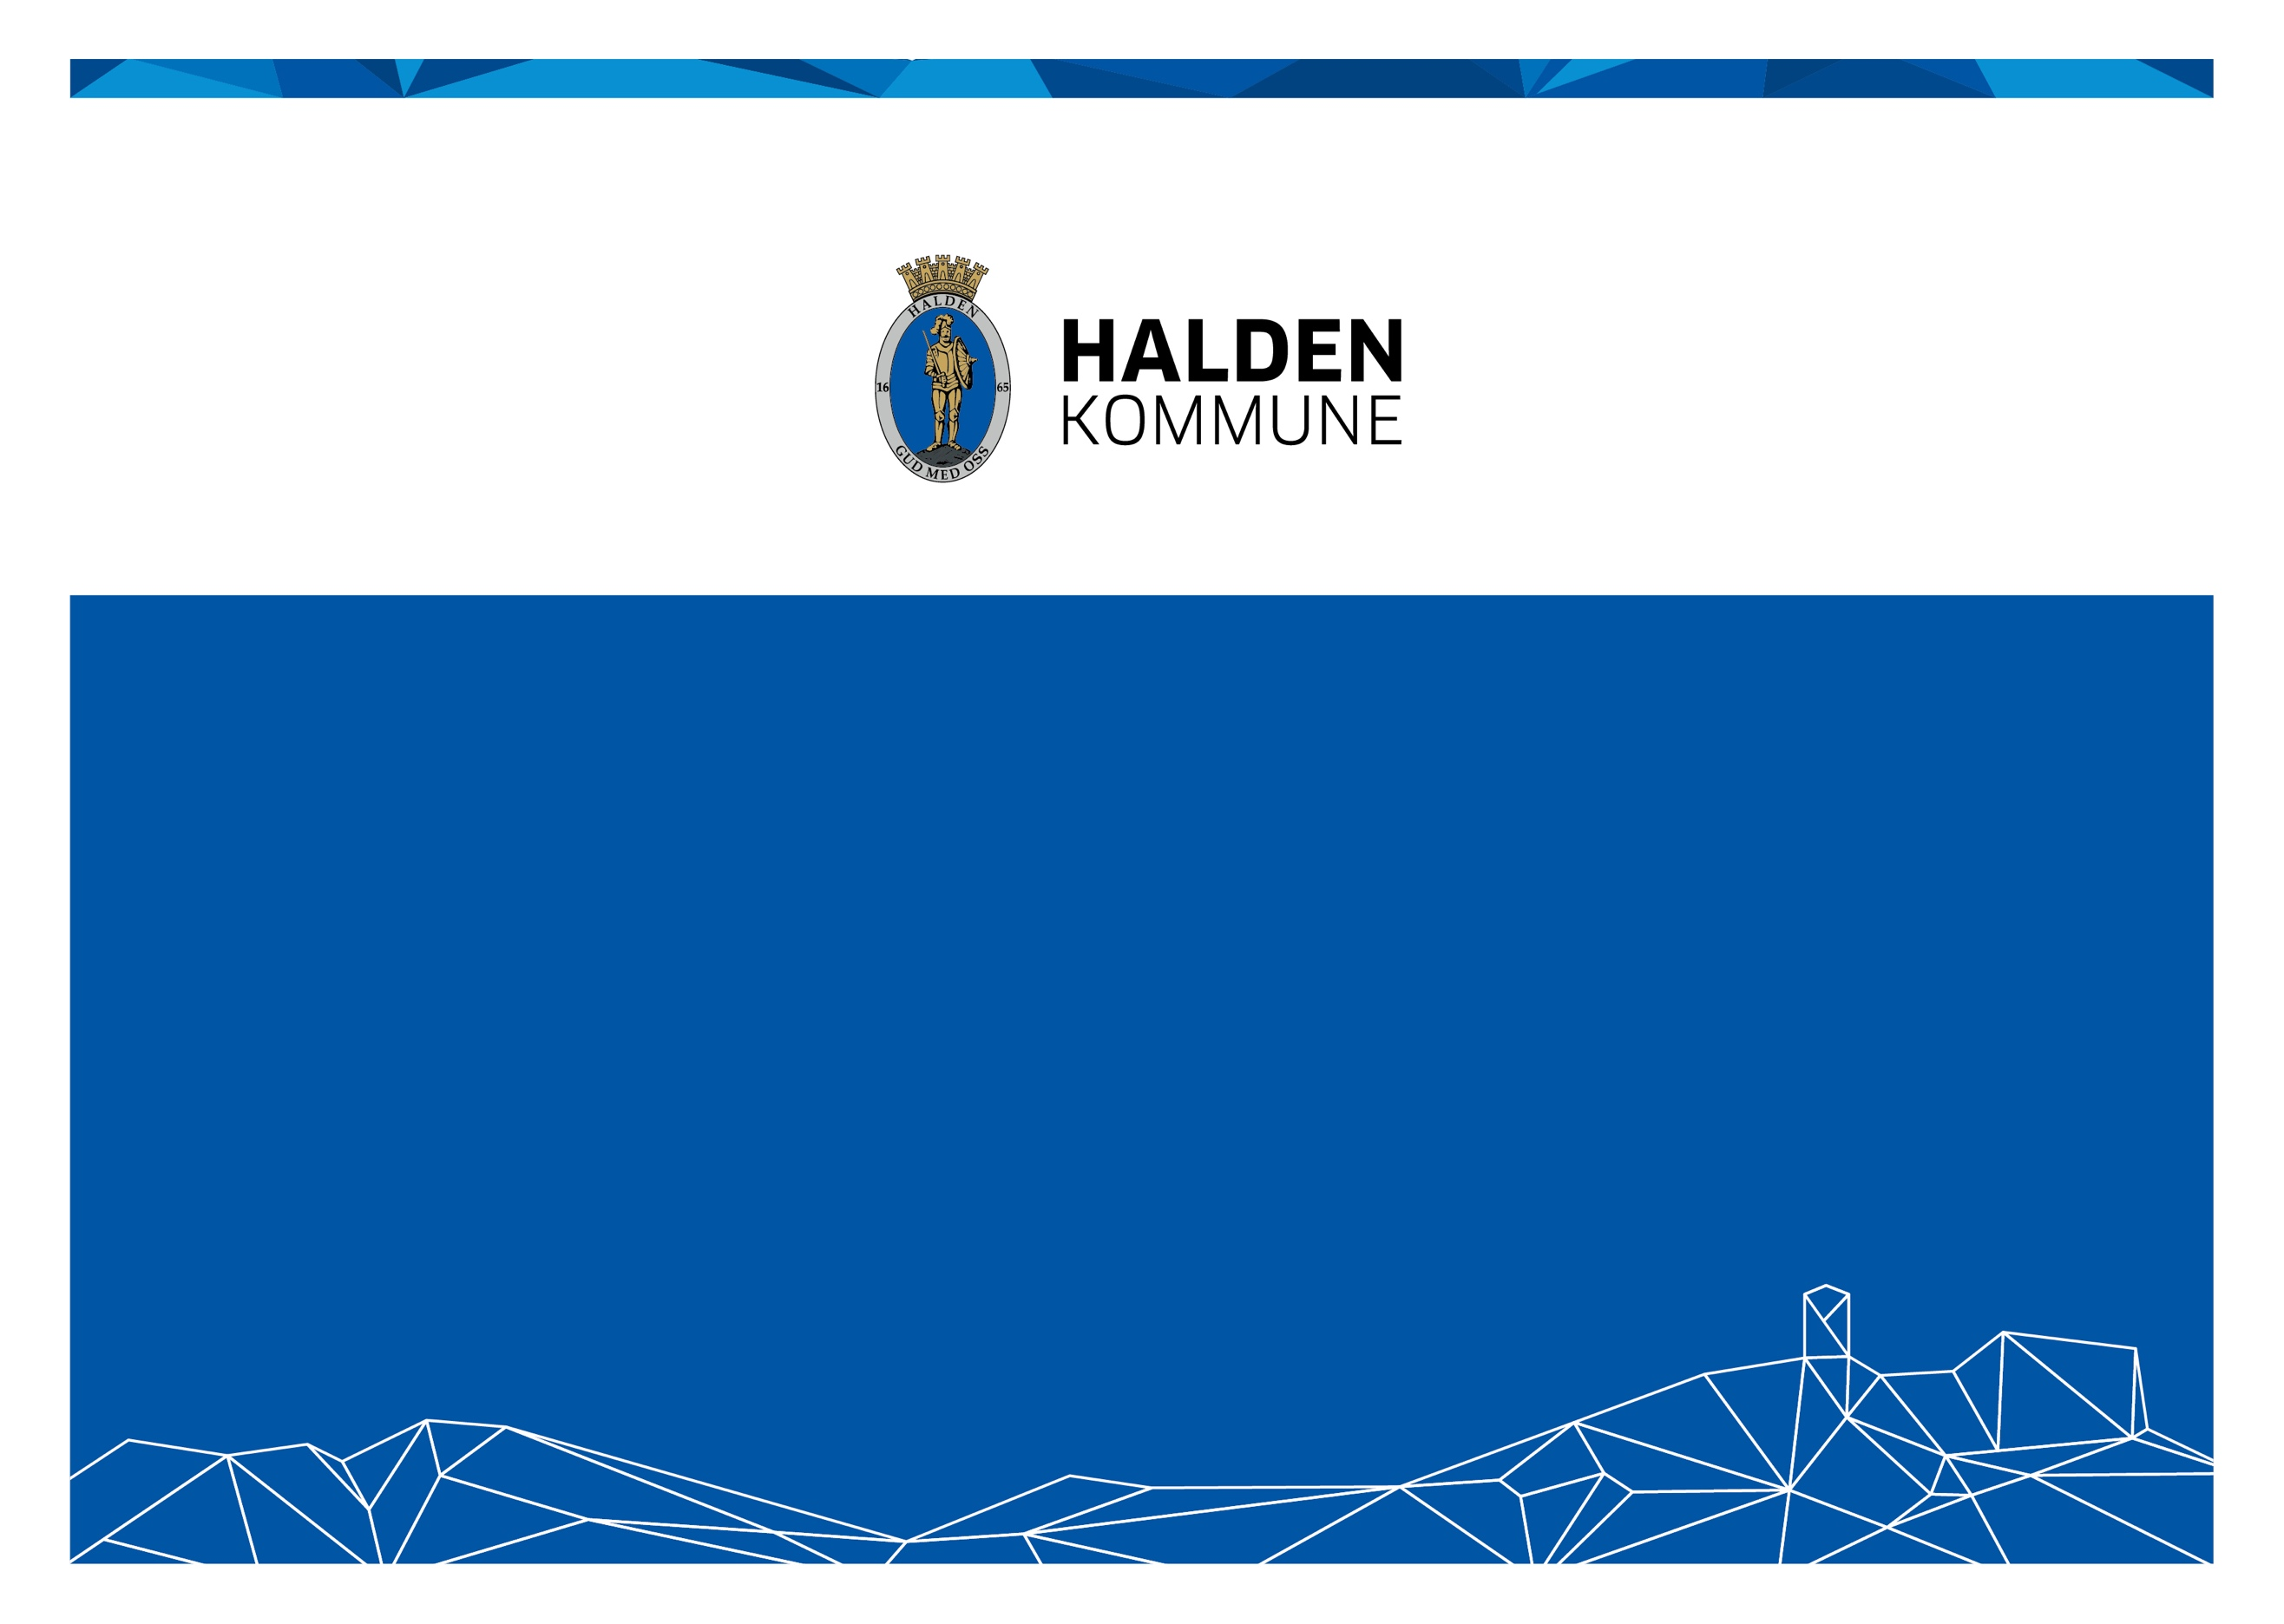 HALDEN
16 65
GUD MED OSS
HALDEN
KOMMUNE